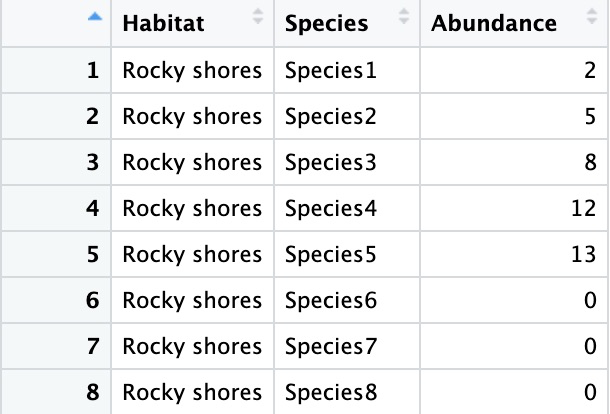 Habitat Species Abundance
1 Rocky shores Species1 2
2 Rocky shores Species2 5
3 Rocky shores Species3 8
4 Rocky shores Species4 12
5 Rocky shores Species5 13
6 Rocky shores Species6 0
7 Rocky shores Species7 0
8 Rocky shores Species8 0